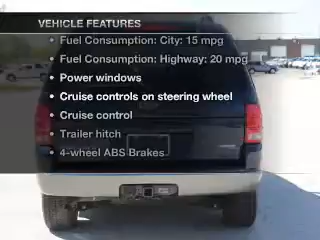 VEHICLE FEATURES
• Fuel Consumption: City: 15 mpg
• Fuel Consumption: Highway: 20 mpg
• Power windows
• Cruise controls on steering wheel
• Cruise control
• Trailer hitch
• 4-wheel ABS Brakes